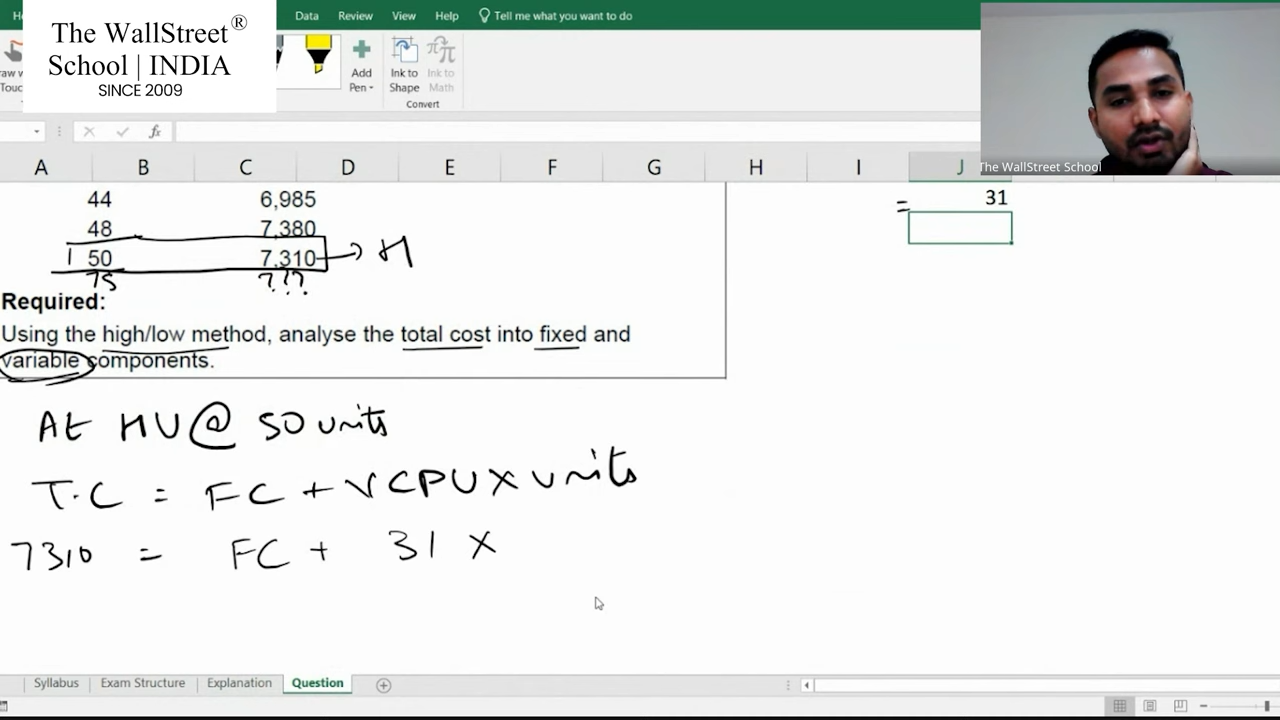 The WallStreet®
School | INDIA
SINCE 2009
Data Review View Help Tell me what you want to do
Touc
Add
Pen
Ink to
Shape
Ink to
Math
Convert
fx
A B C D E F G H I J
44 6,985 = 31
48 7,380
50 7,310 → H
75 ???
Required:
Using the high/low method, analyse the total cost into fixed and
variable components.
At HV @ 50 units
T.C = FC + VCPU X units
7310 = FC + 31 X
The WallStreet School
Syllabus Exam Structure Explanation Question